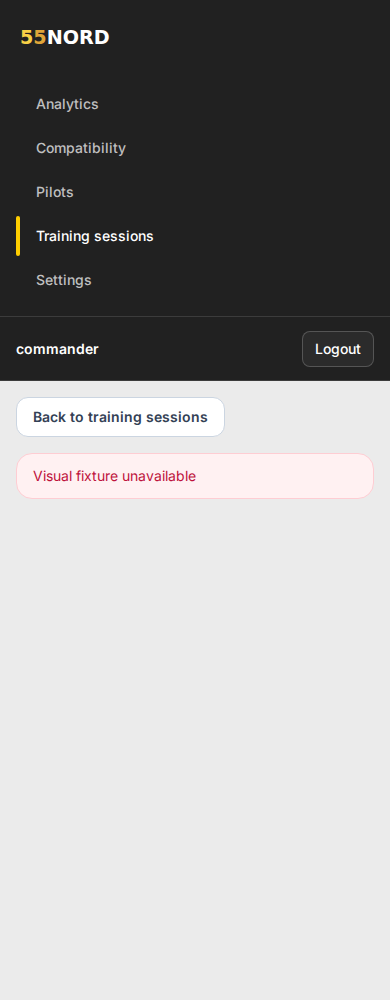 55NORD
Analytics
Compatibility
Pilots
Training sessions
Settings
commander
Logout
Back to training sessions
Visual fixture unavailable